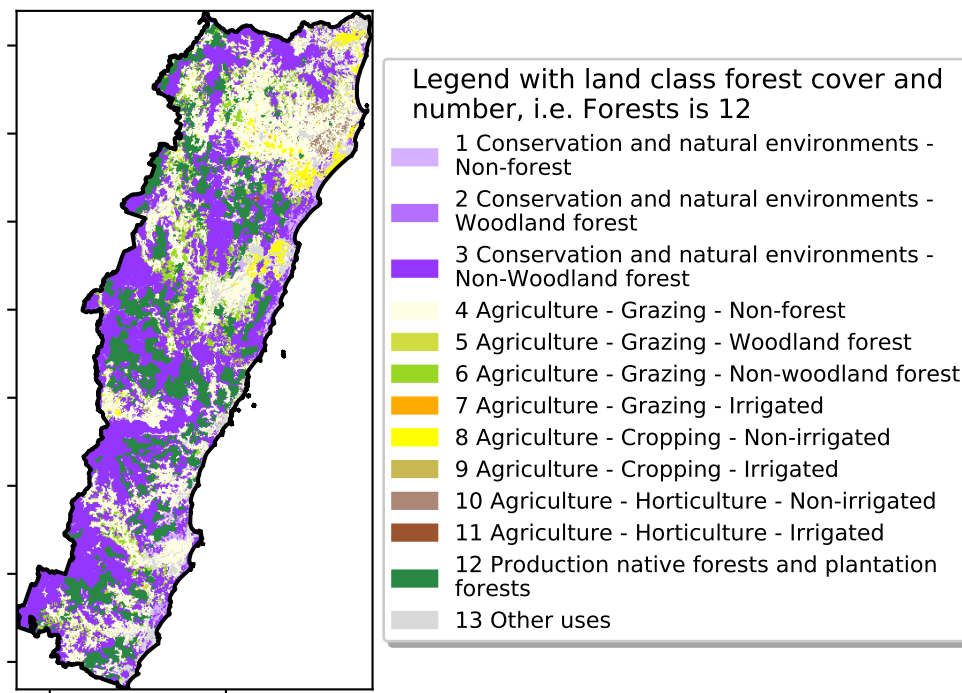 Legend with land class forest cover and
number, i.e. Forests is 12
1 Conservation and natural environments -
Non-forest
2 Conservation and natural environments -
Woodland forest
3 Conservation and natural environments -
Non-Woodland forest
4 Agriculture - Grazing - Non-forest
5 Agriculture - Grazing - Woodland forest
6 Agriculture - Grazing - Non-woodland forest
7 Agriculture - Grazing - Irrigated
8 Agriculture - Cropping - Non-irrigated
9 Agriculture - Cropping - Irrigated
10 Agriculture - Horticulture - Non-irrigated
11 Agriculture - Horticulture - Irrigated
12 Production native forests and plantation
forests
13 Other uses